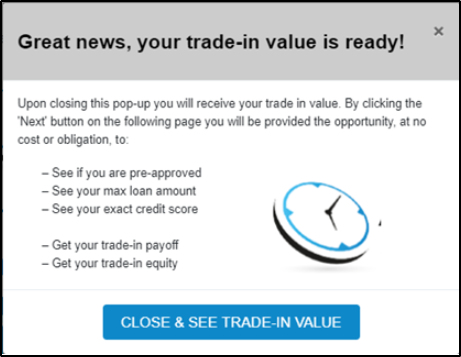 Great news, your trade-in value is ready!
×
Upon closing this pop-up you will receive your trade in value. By clicking the
'Next' button on the following page you will be provided the opportunity, at no
cost or obligation, to:
– See if you are pre-approved
– See your max loan amount
– See your exact credit score
– Get your trade-in payoff
– Get your trade-in equity
CLOSE & SEE TRADE-IN VALUE